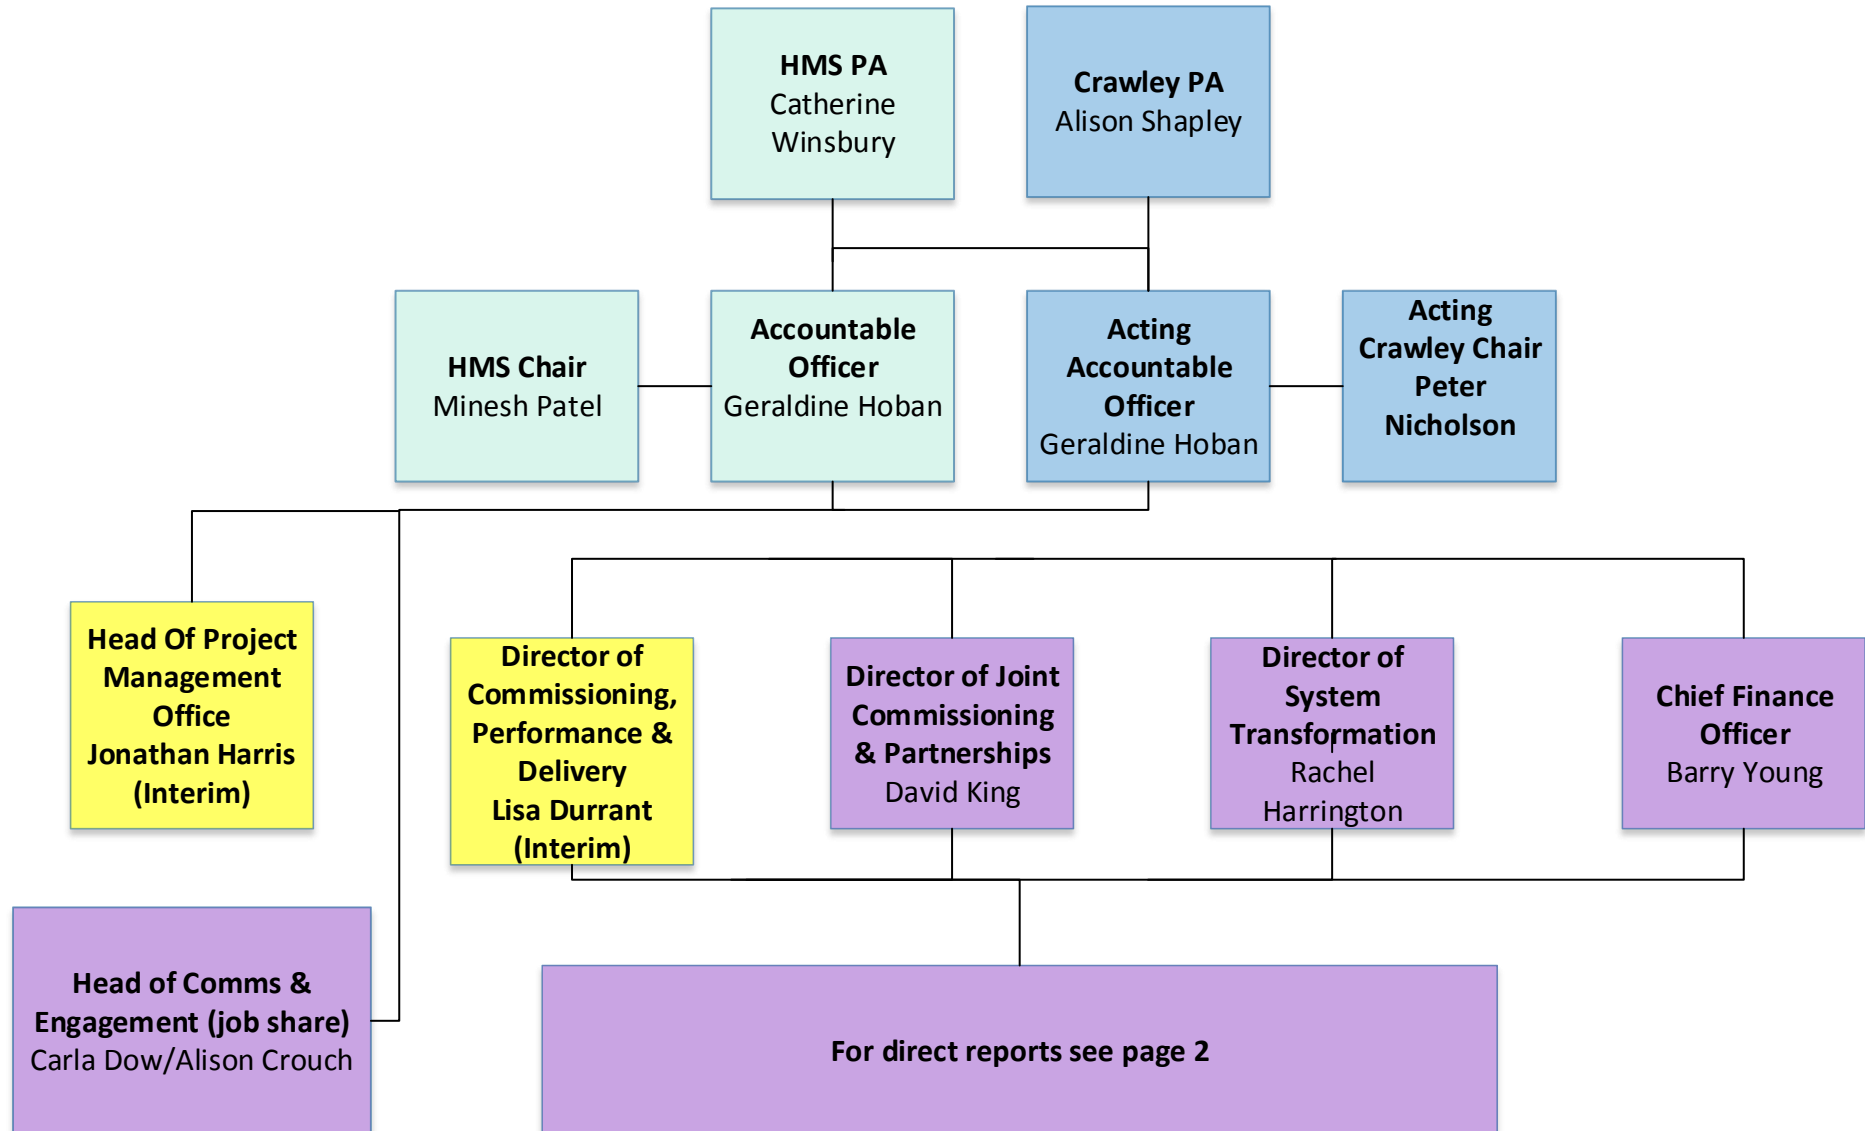 HMS PA
Catherine
Winsbury
Crawley PA
Alison Shapley
HMS Chair
Minesh Patel
Accountable
Officer
Geraldine Hoban
Acting
Accountable
Officer
Geraldine Hoban
Acting
Crawley Chair
Peter
Nicholson
Head Of Project
Management
Office
Jonathan Harris
(Interim)
Director of
Commissioning,
Performance &
Delivery
Lisa Durrant
(Interim)
Director of Joint
Commissioning
& Partnerships
David King
Director of
System
Transformation
Rachel
Harrington
Chief Finance
Officer
Barry Young
Head of Comms &
Engagement (job share)
Carla Dow/Alison Crouch
For direct reports see page 2